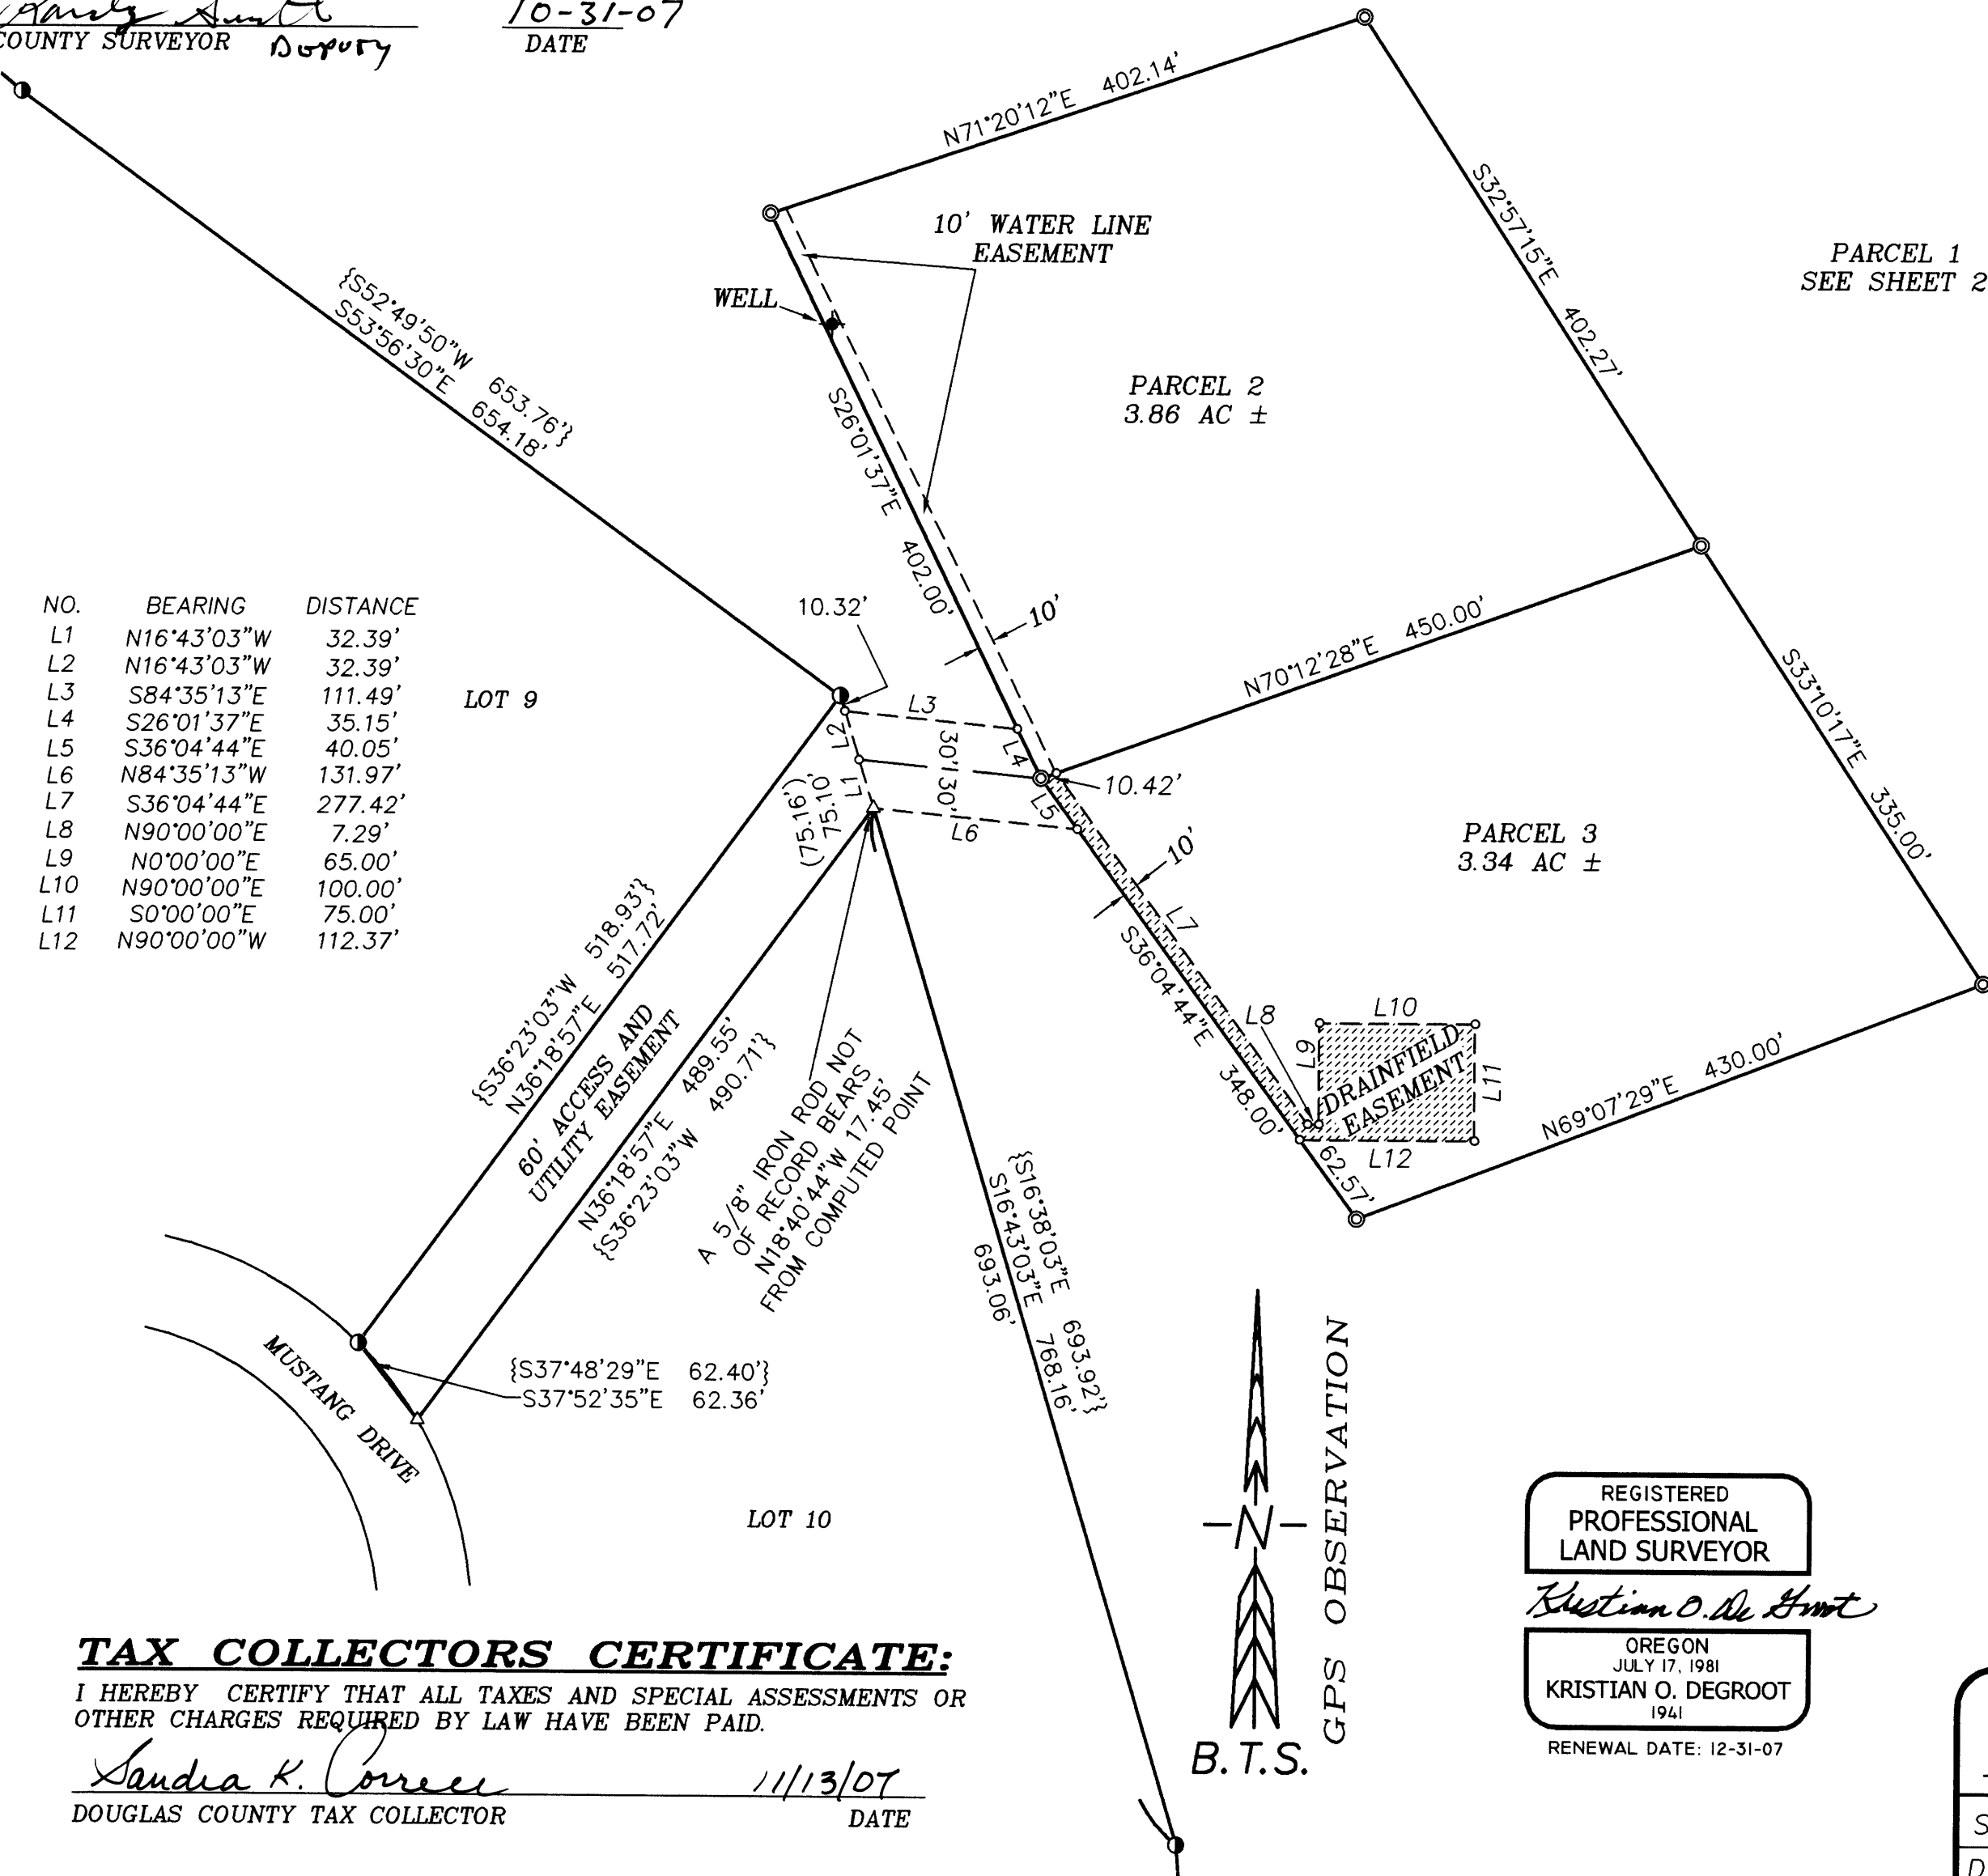 10-31-07
COUNTY SURVEYOR Deputy
DATE
N71°20'12"E 402.14'
S32°57'15"E 402.27'
PARCEL 1
SEE SHEET 2
10' WATER LINE
EASEMENT
WELL
{S52°49'50"W 653.76'}
S53°56'30"E 654.18'
PARCEL 2
3.86 AC ±
S26°01'37"E 402.00'
NO. BEARING DISTANCE
L1 N16°43'03"W 32.39'
L2 N16°43'03"W 32.39'
L3 S84°35'13"E 111.49'
L4 S26°01'37"E 35.15'
L5 S36°04'44"E 40.05'
L6 N84°35'13"W 131.97'
L7 S36°04'44"E 277.42'
L8 N90°00'00"E 7.29'
L9 N0°00'00"E 65.00'
L10 N90°00'00"E 100.00'
L11 S0°00'00"E 75.00'
L12 N90°00'00"W 112.37'
LOT 9
10.32'
10'
N70°12'28"E 450.00'
S33°10'17"E 335.00'
L3
L2
L4
30'
30'
L1
L5
L6
10.42'
75.10'
(75.16')
PARCEL 3
3.34 AC ±
10'
L7
S36°04'44"E 348.00'
L8
L9
L10
L11
L12
DRAINFIELD
EASEMENT
62.57'
N69°07'29"E 430.00'
{S36°23'03"W 518.93'}
N36°18'57"E 517.72'
60' ACCESS AND
UTILITY EASEMENT
N36°18'57"E 489.55'
{S36°23'03"W 490.71'}
A 5/8" IRON ROD NOT
OF RECORD BEARS
N18°40'44"W 17.45'
FROM COMPUTED POINT
{S16°38'03"E 693.92'}
S16°43'03"E 768.16'
693.06'
MUSTANG DRIVE
{S37°48'29"E 62.40'}
S37°52'35"E 62.36'
LOT 10
N
GPS OBSERVATION
B.T.S.
REGISTERED
PROFESSIONAL
LAND SURVEYOR
Kristian O. De Groot
OREGON
JULY 17, 1981
KRISTIAN O. DEGROOT
1941
RENEWAL DATE: 12-31-07
TAX COLLECTORS CERTIFICATE:
I HEREBY CERTIFY THAT ALL TAXES AND SPECIAL ASSESSMENTS OR
OTHER CHARGES REQUIRED BY LAW HAVE BEEN PAID.
Sandra K. 11/13/07
DOUGLAS COUNTY TAX COLLECTOR DATE